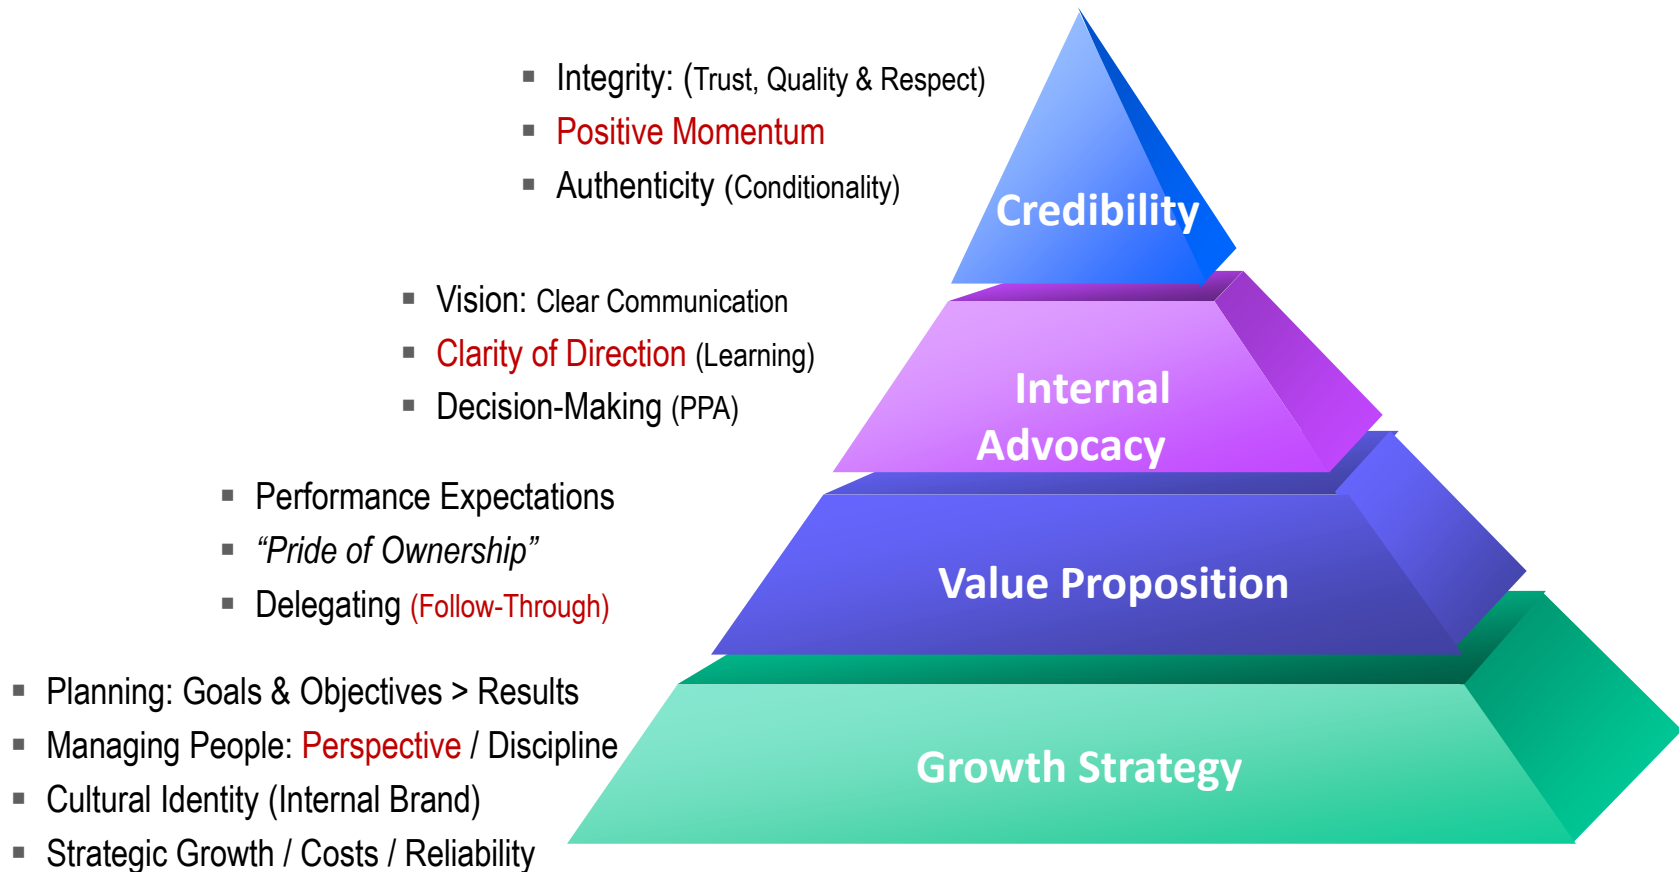 ▪ Integrity: (Trust, Quality & Respect)
▪ Positive Momentum
▪ Authenticity (Conditionality)
Credibility
▪ Vision: Clear Communication
▪ Clarity of Direction (Learning)
▪ Decision-Making (PPA)
Internal
Advocacy
▪ Performance Expectations
▪ “Pride of Ownership”
▪ Delegating (Follow-Through)
Value Proposition
▪ Planning: Goals & Objectives > Results
▪ Managing People: Perspective / Discipline
▪ Cultural Identity (Internal Brand)
▪ Strategic Growth / Costs / Reliability
Growth Strategy